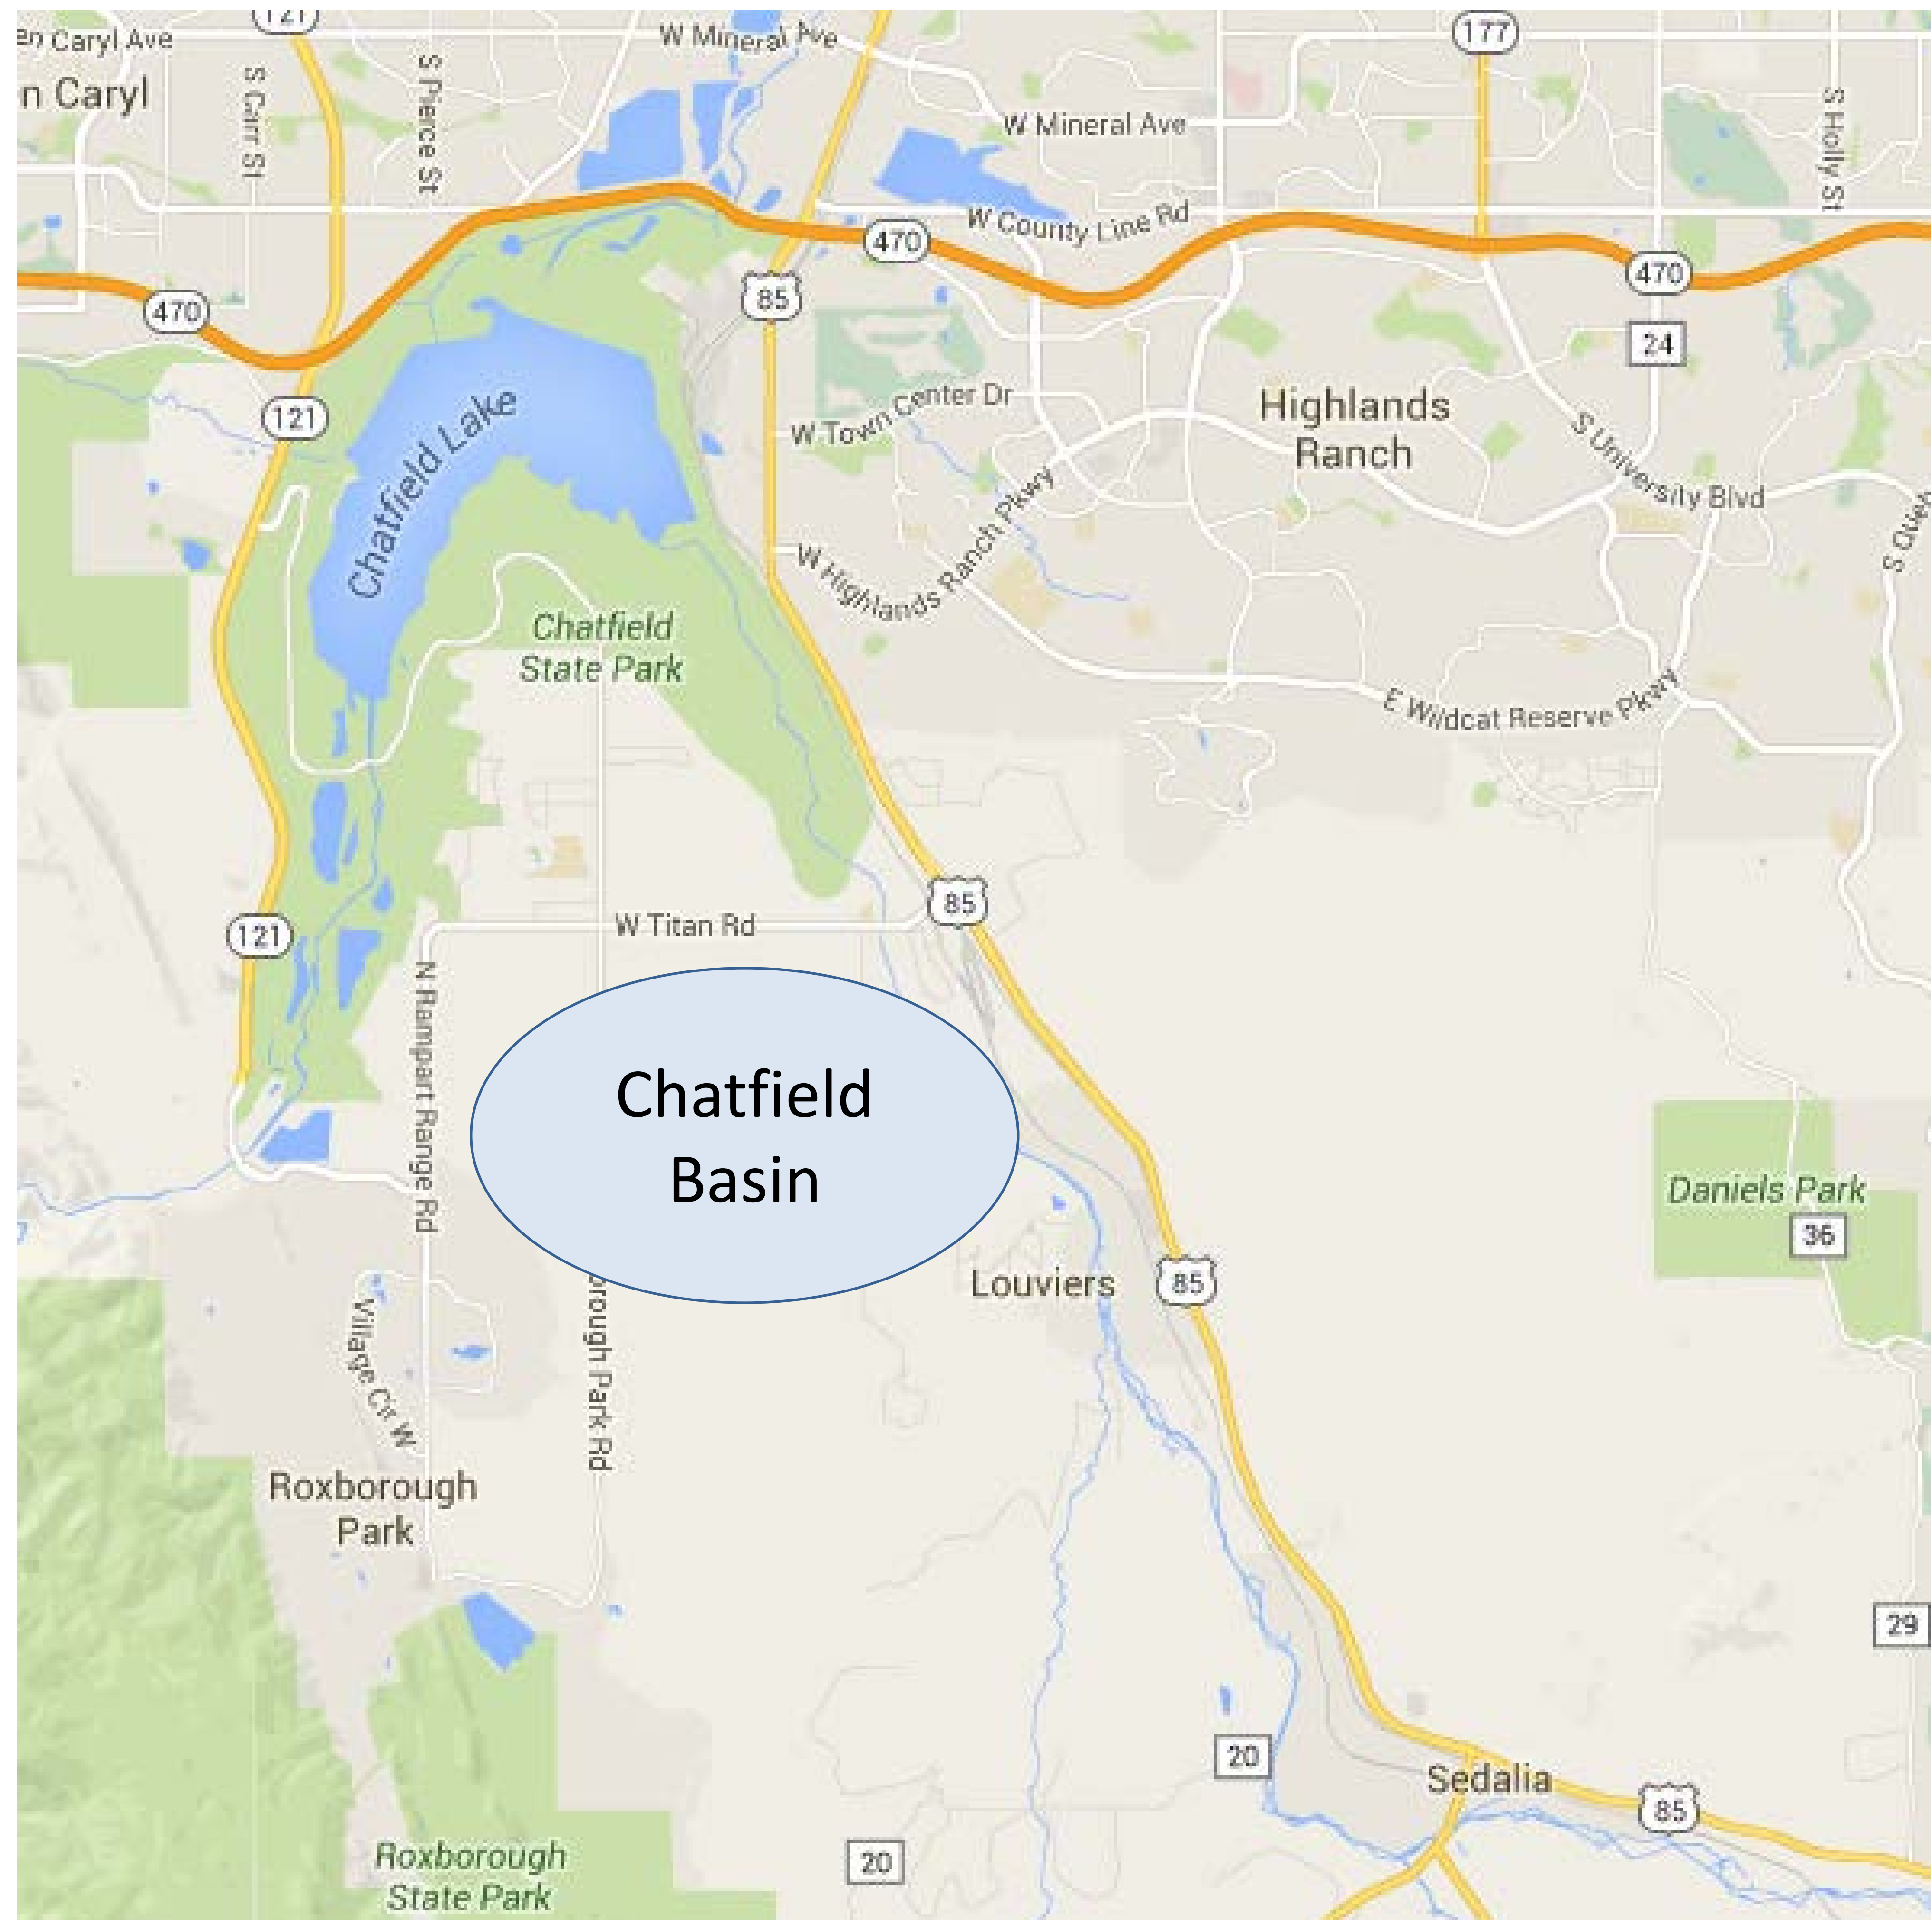 121
en Caryl Ave
n Caryl
S Carr St
S Pierce St
W Mineral Ave
177
W Mineral Ave
S Holly St
W County Line Rd
470
470
470
85
24
121
Chatfield Lake
W Town Center Dr
Highlands
Ranch
S University Blvd
W Highlands Ranch Pkwy
Chatfield
State Park
E Wildcat Reserve Pkwy
85
W Titan Rd
121
N Rampart Range Rd
Chatfield
Basin
Daniels Park
36
Louviers
85
Village Cir W
orough Park Rd
Roxborough
Park
29
20
Sedalia
85
20
Roxborough
State Park